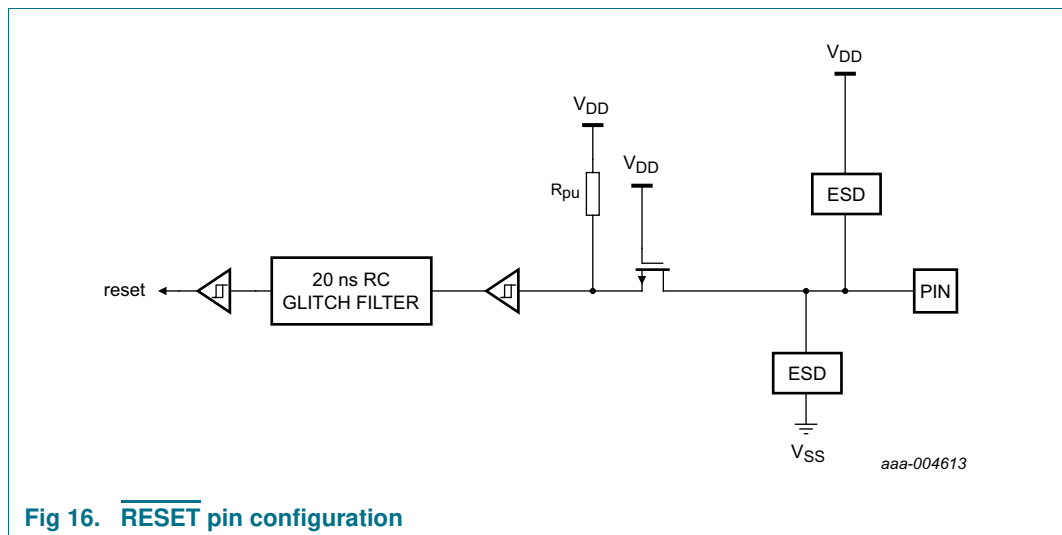 VDD
VDD
VDD
Rpu
ESD
reset
20 ns RC
GLITCH FILTER
PIN
ESD
VSS
aaa-004613
Fig 16. RESET pin configuration